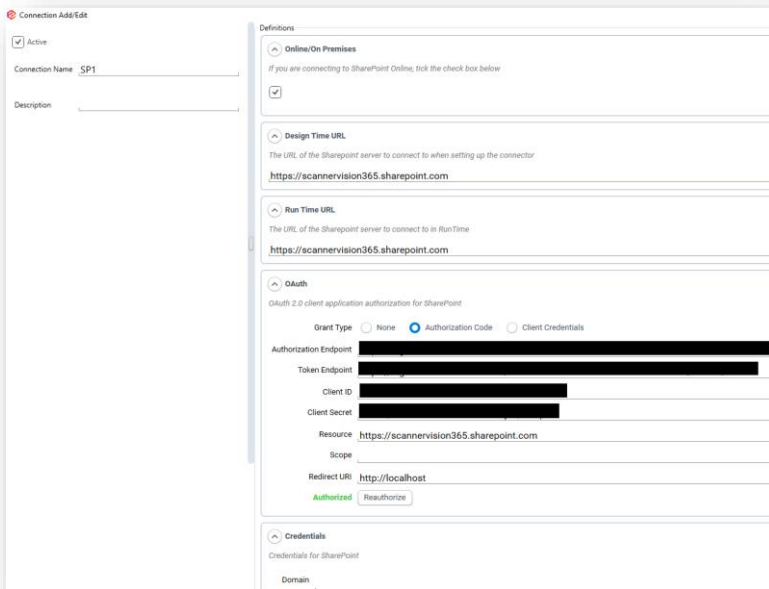 Connection Add/Edit
Active
Connection Name SP1
Description
Definitions
Online/On Premises
If you are connecting to SharePoint Online, tick the check box below
Design Time URL
The URL of the Sharepoint server to connect to when setting up the connector
https://scannervision365.sharepoint.com
Run Time URL
The URL of the Sharepoint server to connect to in RunTime
https://scannervision365.sharepoint.com
OAuth
OAuth 2.0 client application authorization for SharePoint
Grant Type None Authorization Code Client Credentials
Authorization Endpoint
Token Endpoint
Client ID
Client Secret
Resource https://scannervision365.sharepoint.com
Scope
Redirect URI http://localhost
Authorized Reauthorize
Credentials
Credentials for SharePoint
Domain